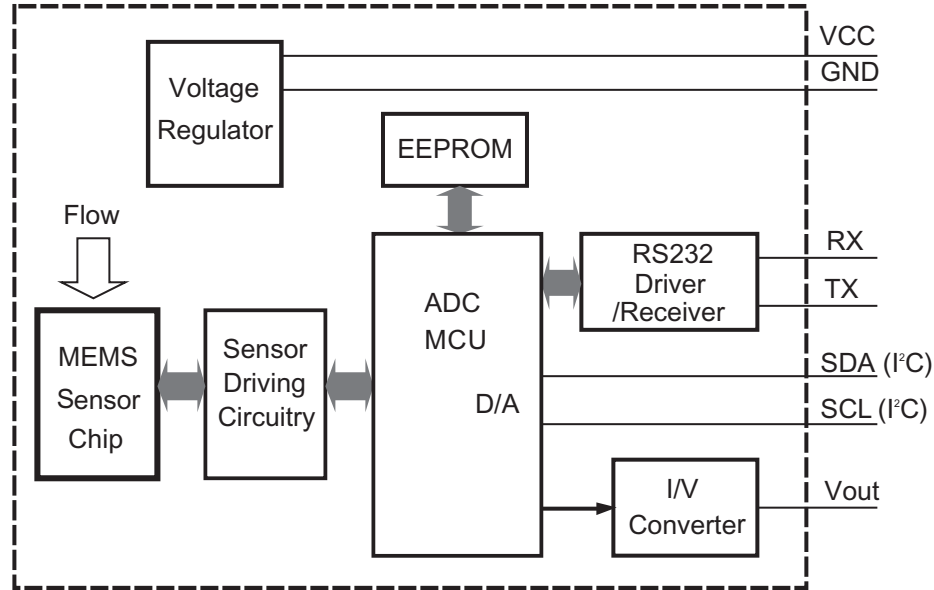 VCC
GND
Voltage
Regulator
EEPROM
Flow
RS232
Driver
/Receiver
RX
TX
ADC
MCU
D/A
MEMS
Sensor
Chip
Sensor
Driving
Circuitry
SDA (I²C)
SCL (I²C)
I/V
Converter
Vout